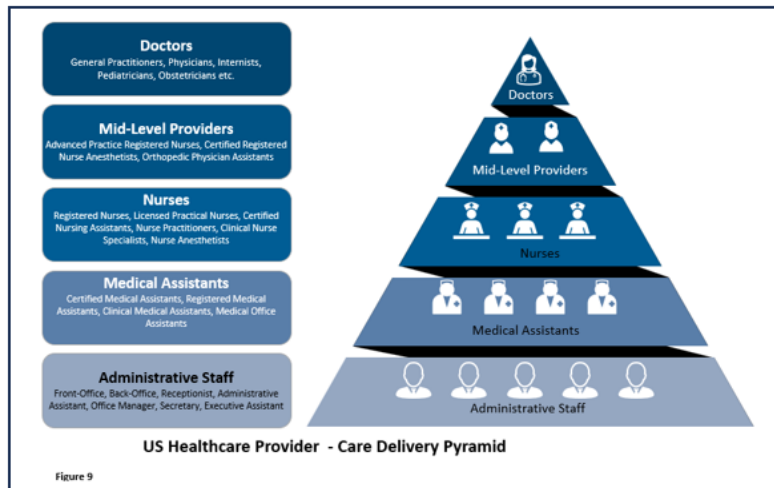 Doctors
General Practitioners, Physicians, Internists,
Pediatricians, Obstetricians etc.
Mid-Level Providers
Advanced Practice Registered Nurses, Certified Registered
Nurse Anesthetists, Orthopedic Physician Assistants
Nurses
Registered Nurses, Licensed Practical Nurses, Certified
Nursing Assistants, Nurse Practitioners, Clinical Nurse
Specialists, Nurse Anesthetists
Medical Assistants
Certified Medical Assistants, Registered Medical
Assistants, Clinical Medical Assistants, Medical Office
Assistants
Administrative Staff
Front-Office, Back-Office, Receptionist, Administrative
Assistant, Office Manager, Secretary, Executive Assistant
Doctors
Mid-Level Providers
Nurses
Medical Assistants
Administrative Staff
US Healthcare Provider - Care Delivery Pyramid
Figure 9